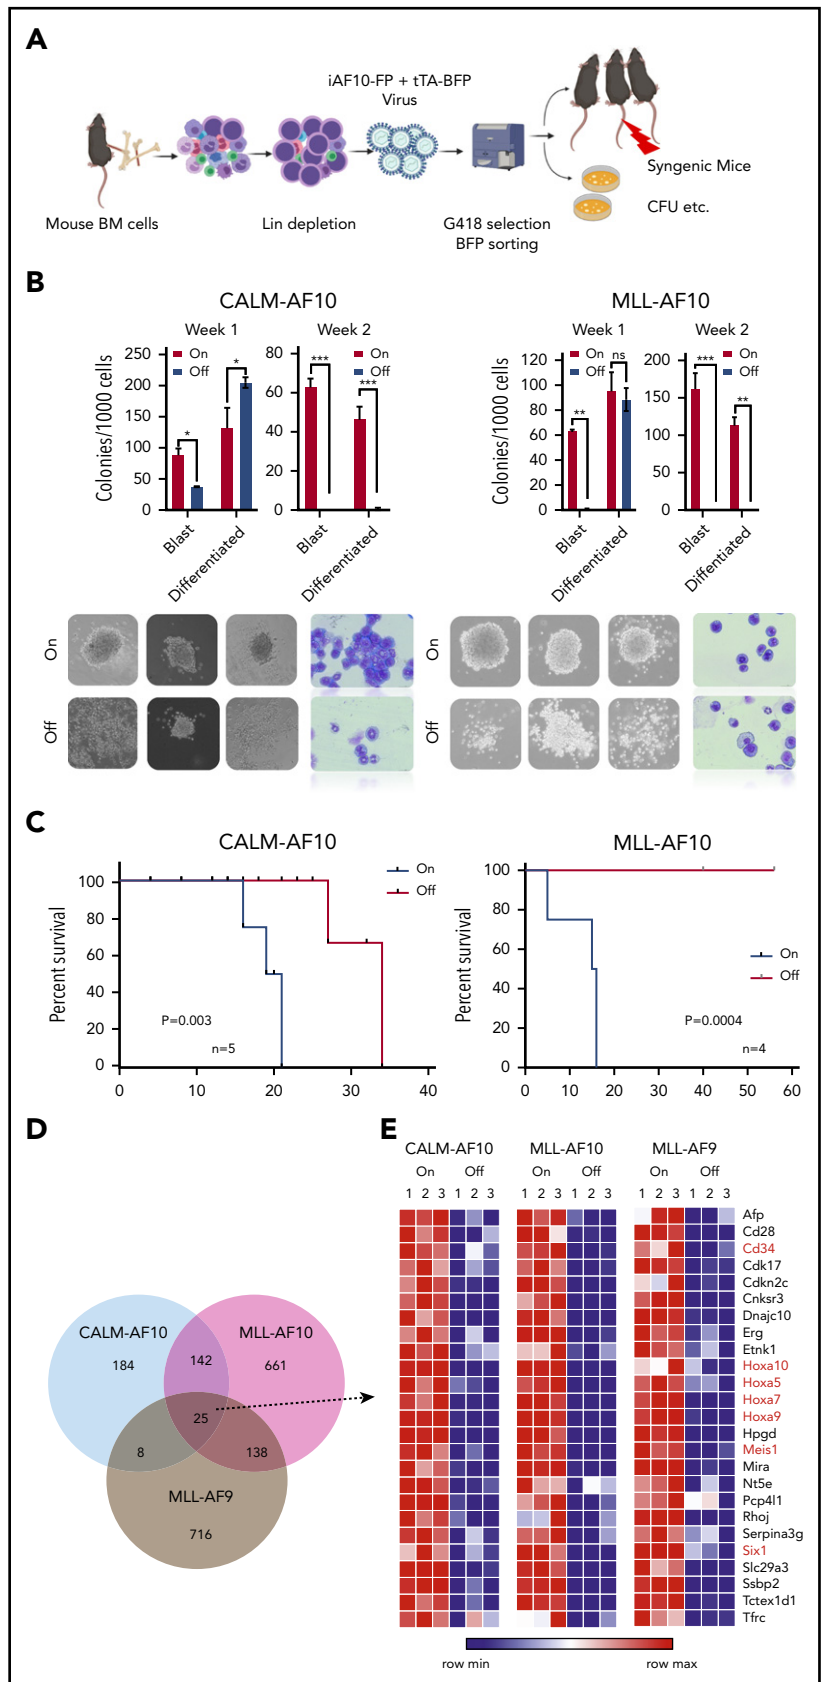 A
iAF10-FP + tTA-BFP
Virus
Syngenic Mice
CFU etc.
Mouse BM cells
Lin depletion
G418 selection
BFP sorting
B
CALM-AF10
Week 1
Week 2
Colonies/1000 cells
250
200
150
100
50
0
On
Off
*
*
Blast
Differentiated
80
60
40
20
0
On
Off
***
***
Blast
Differentiated
MLL-AF10
Week 1
Week 2
Colonies/1000 cells
120
100
80
60
40
20
0
On
Off
**
ns
Blast
Differentiated
200
150
100
50
0
On
Off
***
**
Blast
Differentiated
On
Off
On
Off
C
CALM-AF10
Percent survival
100
80
60
40
20
0
0 10 20 30 40
On
Off
P=0.003
n=5
MLL-AF10
Percent survival
100
80
60
40
20
0
0 10 20 30 40 50 60
On
Off
P=0.0004
n=4
D
CALM-AF10
184
142
MLL-AF10
661
25
8
138
MLL-AF9
716
E
CALM-AF10 MLL-AF10 MLL-AF9
On Off On Off On Off
1 2 3 1 2 3 1 2 3 1 2 3 1 2 3 1 2 3
Afp
Cd28
Cd34
Cdk17
Cdkn2c
Cnksr3
Dnajc10
Erg
Etnk1
Hoxa10
Hoxa5
Hoxa7
Hoxa9
Hpgd
Meis1
Mira
Nt5e
Pcp4l1
Rhoj
Serpina3g
Six1
Slc29a3
Ssbp2
Tctex1d1
Tfrc
row min row max